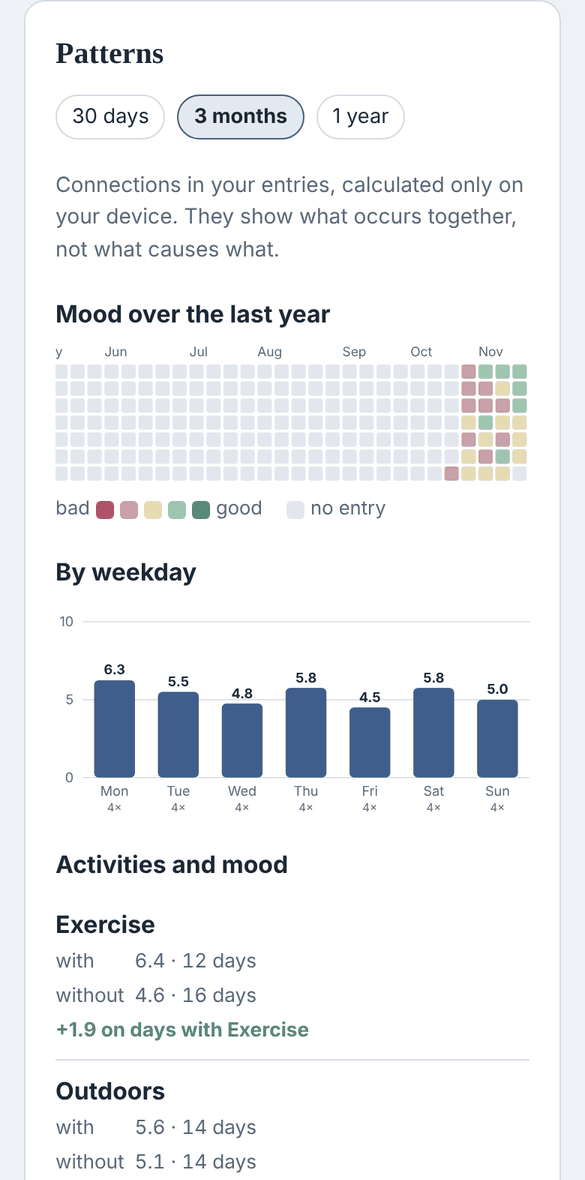 Patterns
30 days 3 months 1 year
Connections in your entries, calculated only on
your device. They show what occurs together,
not what causes what.
Mood over the last year
y Jun Jul Aug Sep Oct Nov
bad good no entry
By weekday
10
5
0
6.3 5.5 4.8 5.8 4.5 5.8 5.0
Mon Tue Wed Thu Fri Sat Sun
4× 4× 4× 4× 4× 4× 4×
Activities and mood
Exercise
with 6.4 · 12 days
without 4.6 · 16 days
+1.9 on days with Exercise
Outdoors
with 5.6 · 14 days
without 5.1 · 14 days